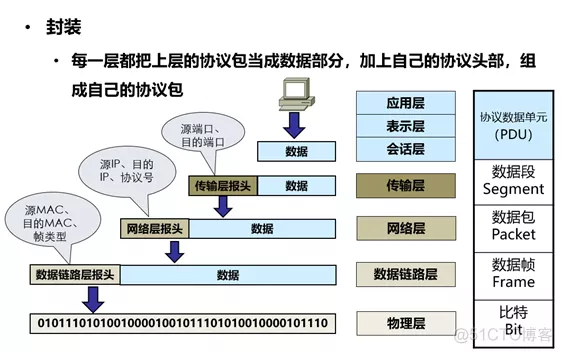 封装
每一层都把上层的协议包当成数据部分，加上自己的协议头部，组
成自己的协议包
源端口、
目的端口
源IP、目的
IP、协议号
源MAC、
目的MAC、
帧类型
数据
传输层报头
数据
网络层报头
数据
数据链路层报头
数据
0101110101001000010010111010100100001011110
应用层
表示层
会话层
传输层
网络层
数据链路层
物理层
协议数据单元
（PDU）
数据段
Segment
数据包
Packet
数据帧
Frame
比特
Bit
@51CTO博客